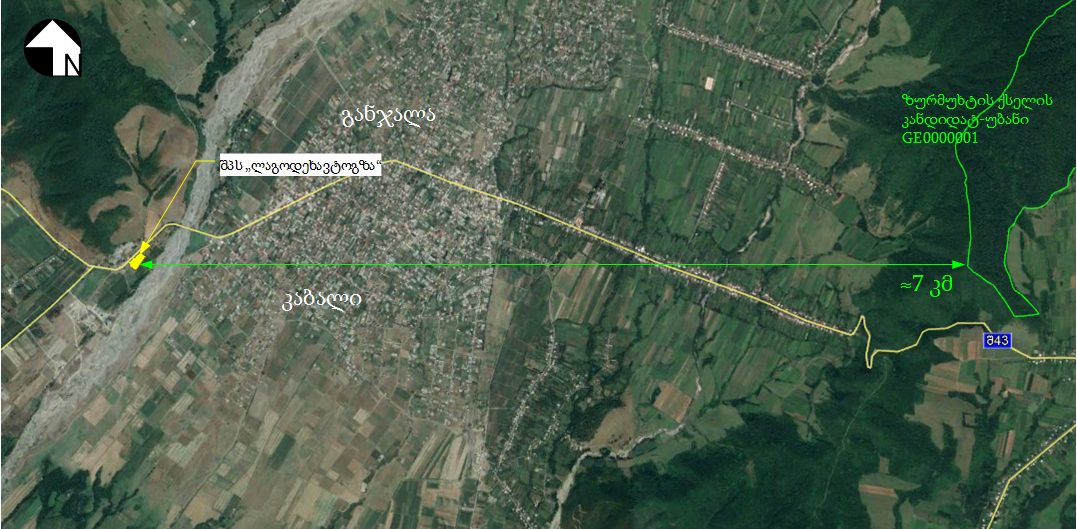 N
განჯალა
შპს „ლაგოდეხავტოგზა“
ზურმუხტის ქსელის
კანდიდატ-უბანი
GE0000001
≈7 კმ
კაბალი
შ43